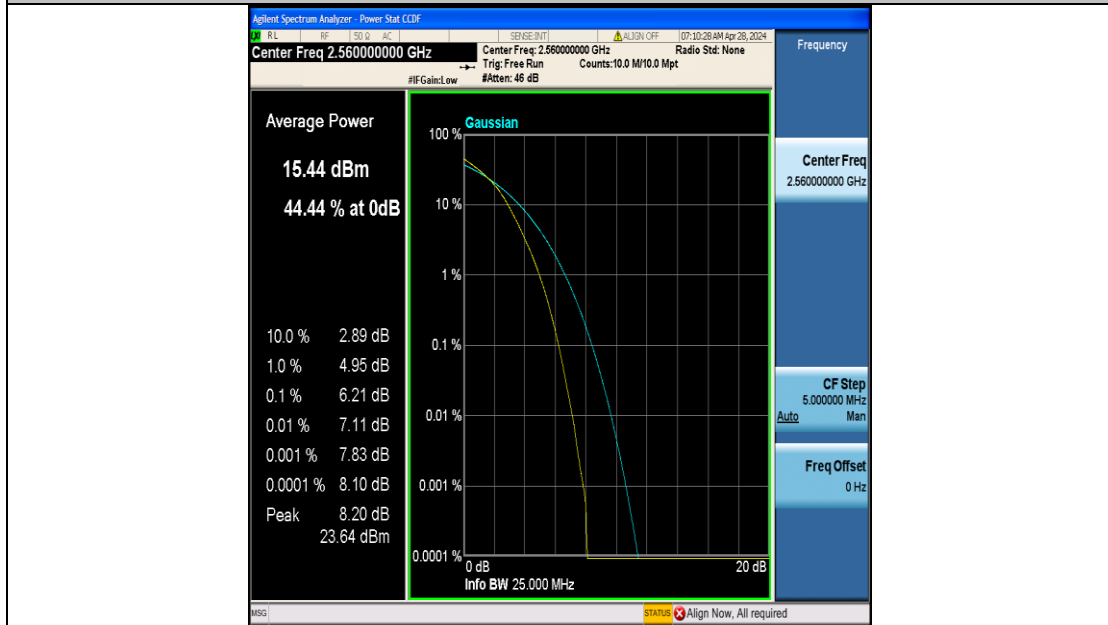 Agilent Spectrum Analyzer - Power Stat CCDF
RL RF 50 Ω AC SENSE:INT ALIGN OFF 07:10:28 AM Apr 28, 2024
Center Freq 2.560000000 GHz
Center Freq: 2.560000000 GHz Radio Std: None
Trig: Free Run Counts:10.0 M/10.0 Mpt
#IFGain:Low #Atten: 46 dB
Frequency
Average Power
15.44 dBm
44.44 % at 0dB
10.0 % 2.89 dB
1.0 % 4.95 dB
0.1 % 6.21 dB
0.01 % 7.11 dB
0.001 % 7.83 dB
0.0001 % 8.10 dB
Peak 8.20 dB
23.64 dBm
Gaussian
100 %
10 %
1 %
0.1 %
0.01 %
0.001 %
0.0001 %
0 dB 20 dB
Info BW 25.000 MHz
Center Freq
2.560000000 GHz
CF Step
5.000000 MHz
Auto Man
Freq Offset
0 Hz
MSG STATUS Align Now, All required